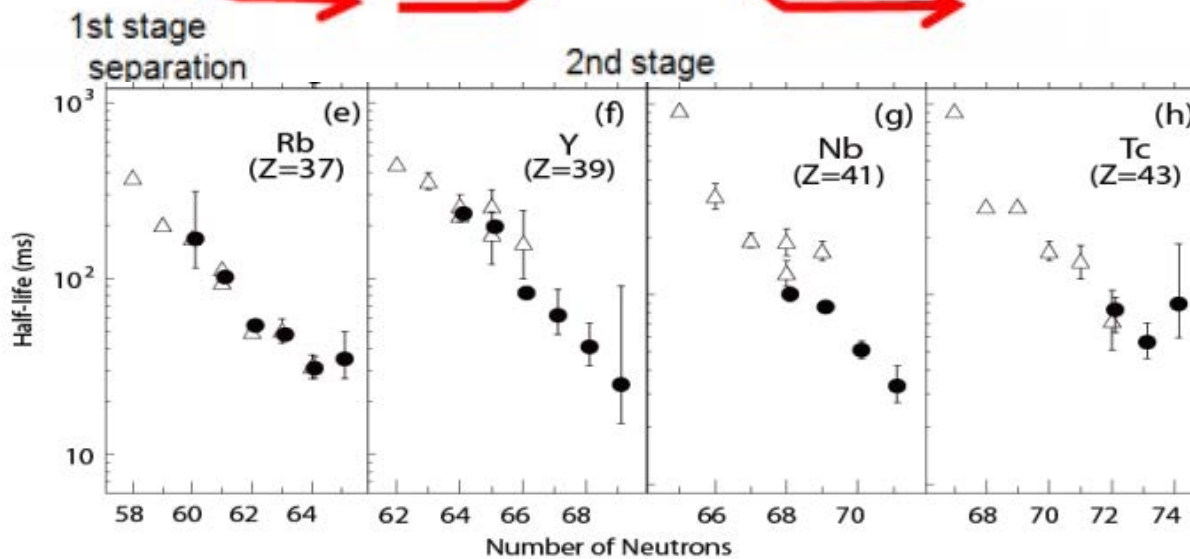 1st stage
separation
2nd stage
10³
(e)
(f)
(g)
(h)
Rb
(Z=37)
Y
(Z=39)
Nb
(Z=41)
Tc
(Z=43)
Half-life (ms)
10²
10
58 60 62 64
62 64 66 68
66 68 70
68 70 72 74
Number of Neutrons